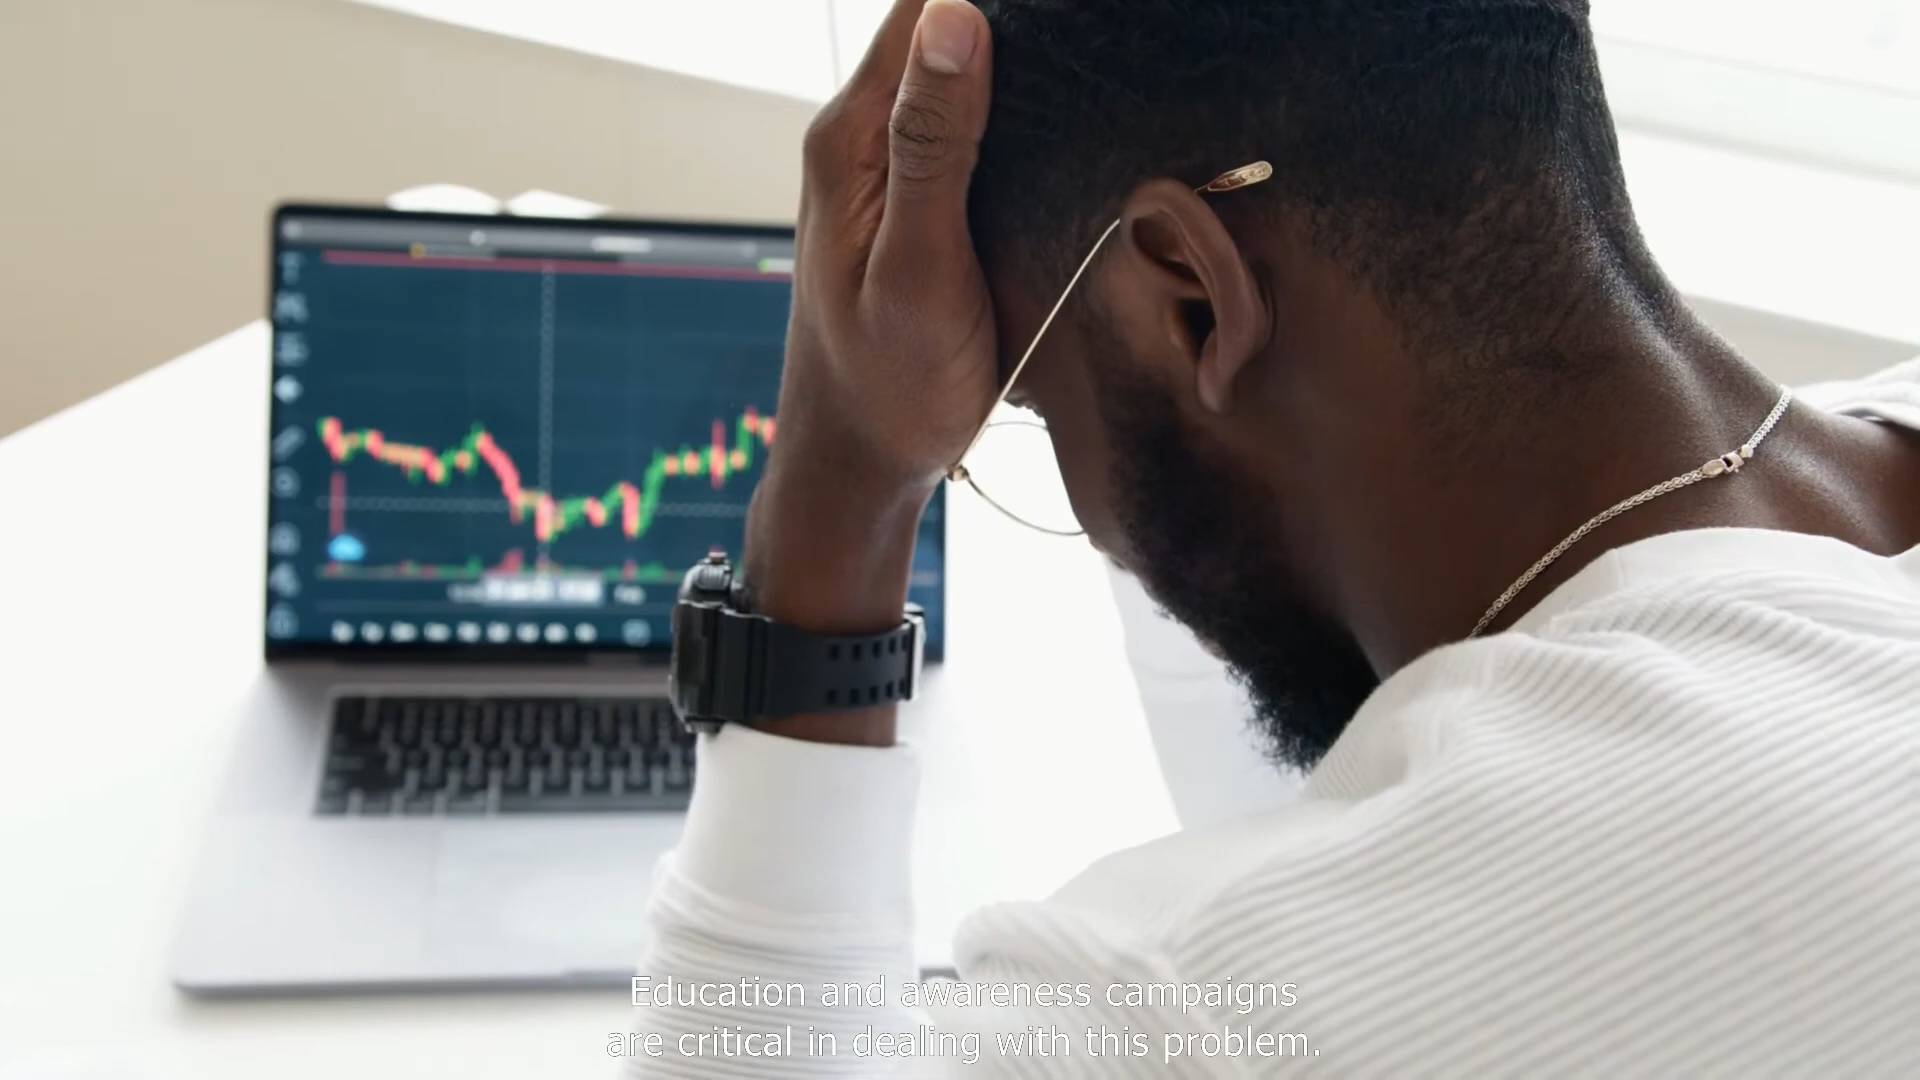 Education and awareness campaigns
are critical in dealing with this problem.